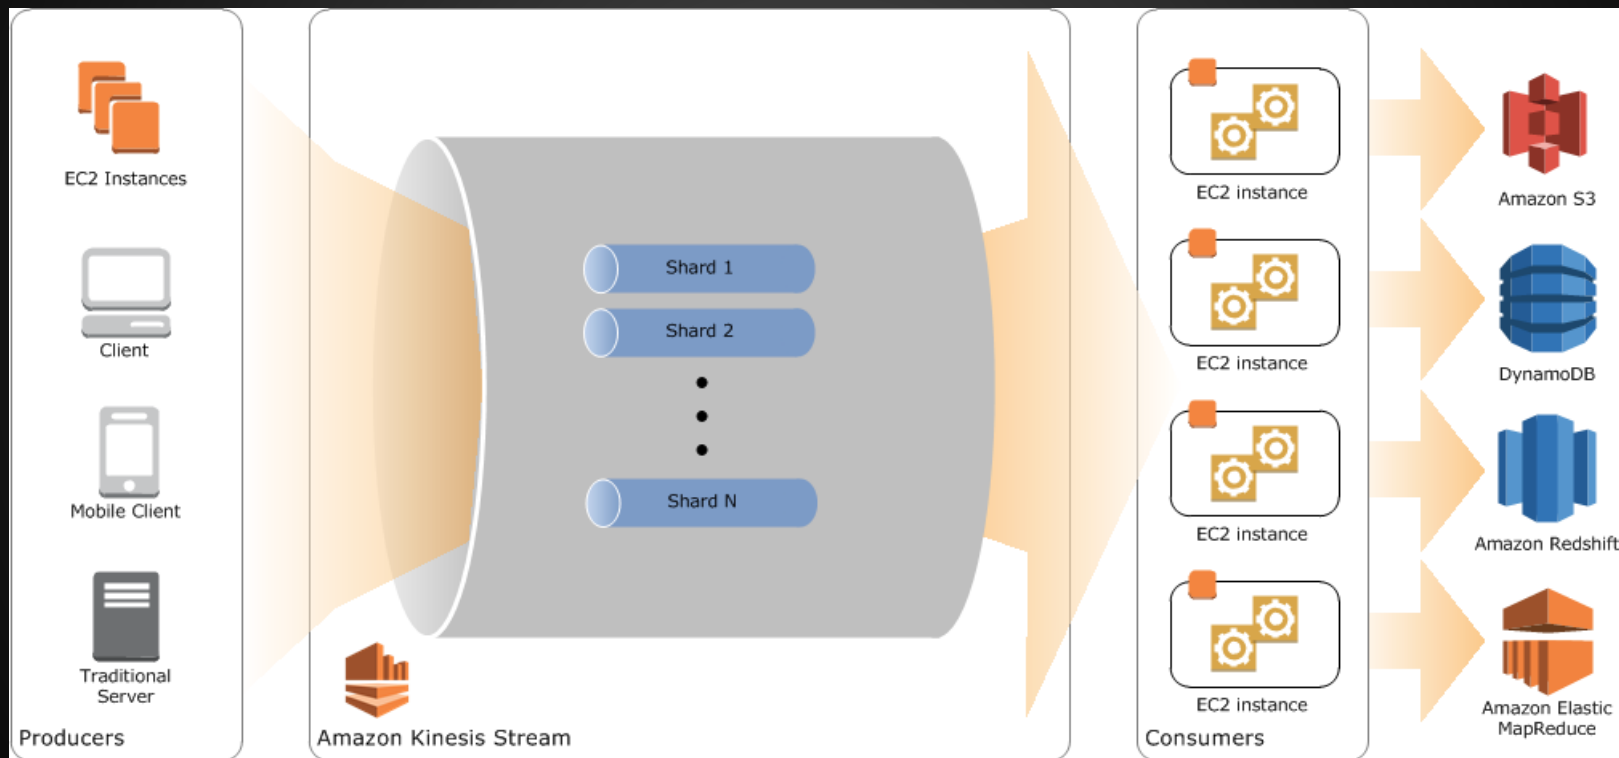 EC2 Instances
Client
Mobile Client
Traditional
Server
Producers
Shard 1
Shard 2
Shard N
Amazon Kinesis Stream
EC2 instance
EC2 instance
EC2 instance
EC2 instance
Consumers
Amazon S3
DynamoDB
Amazon Redshift
Amazon Elastic
MapReduce